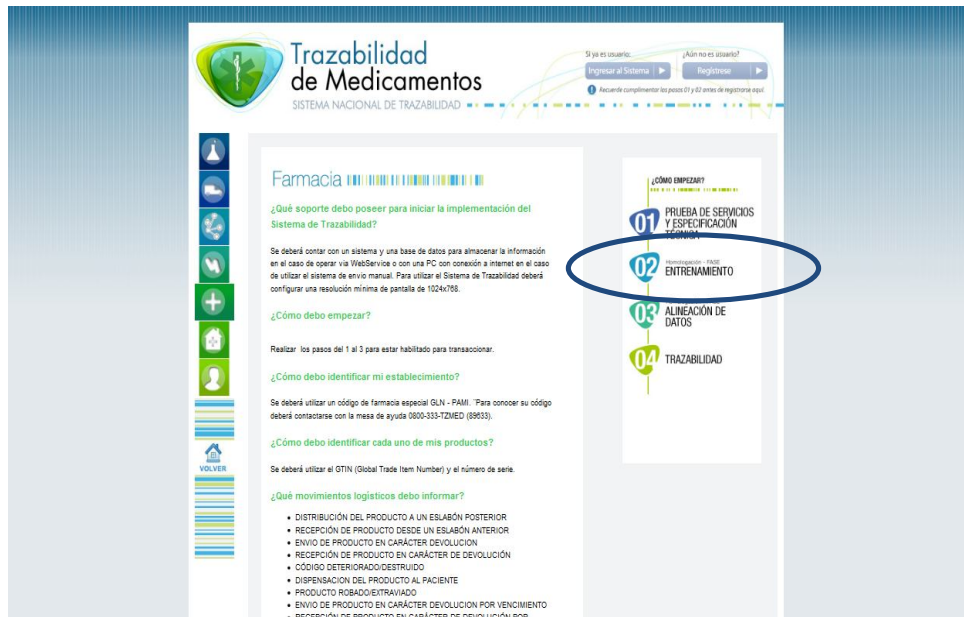 Trazabilidad
de Medicamentos
SISTEMA NACIONAL DE TRAZABILIDAD
Si ya es usuario:
Ingresar al Sistema
¿Aún no es usuario?
Regístrese
Recuerde cumplimentar los pasos 01 y 02 antes de registrarse aquí.
Farmacia
¿Qué soporte debo poseer para iniciar la implementación del
Sistema de Trazabilidad?
Se deberá contar con un sistema y una base de datos para almacenar la información
en el caso de operar via WebService o con una PC con conexión a internet en el caso
de utilizar el sistema de envio manual. Para utilizar el Sistema de Trazabilidad deberá
configurar una resolución mínima de pantalla de 1024x768.
¿Cómo debo empezar?
Realizar los pasos del 1 al 3 para estar habilitado para transaccionar.
¿Cómo debo identificar mi establecimiento?
Se deberá utilizar un código de farmacia especial GLN - PAMI. ¨Para conocer su código
deberá contactarse con la mesa de ayuda 0800-333-TZMED (89633).
¿Cómo debo identificar cada uno de mis productos?
Se deberá utilizar el GTIN (Global Trade Item Number) y el número de serie.
¿Qué movimientos logísticos debo informar?
• DISTRIBUCIÓN DEL PRODUCTO A UN ESLABÓN POSTERIOR
• RECEPCIÓN DE PRODUCTO DESDE UN ESLABÓN ANTERIOR
• ENVIO DE PRODUCTO EN CARÁCTER DEVOLUCION
• RECEPCIÓN DE PRODUCTO EN CARÁCTER DE DEVOLUCIÓN
• CÓDIGO DETERIORADO/DESTRUIDO
• DISPENSACION DEL PRODUCTO AL PACIENTE
• PRODUCTO ROBADO/EXTRAVIADO
• ENVIO DE PRODUCTO EN CARÁCTER DEVOLUCION POR VENCIMIENTO
• RECEPCIÓN DE PRODUCTO EN CARÁCTER DE DEVOLUCIÓN POR
VOLVER
¿CÓMO EMPEZAR?
01 PRUEBA DE SERVICIOS
Y ESPECIFICACIÓN
TÉCNICA
Homologación - FASE
02 ENTRENAMIENTO
03 ALINEACIÓN DE
DATOS
04 TRAZABILIDAD